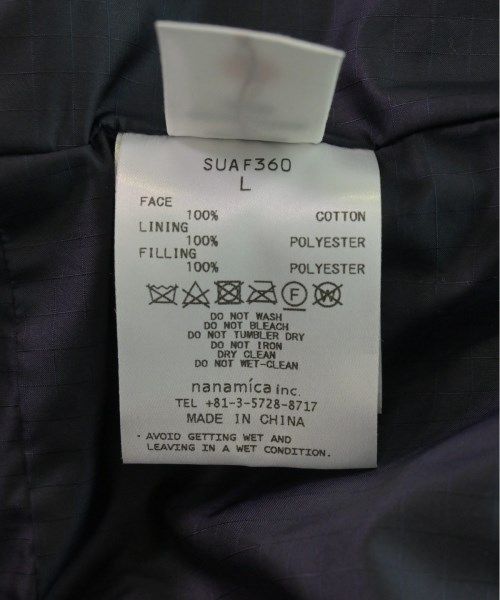 SUAF360
L
FACE
100% COTTON
LINING
100% POLYESTER
FILLING
100% POLYESTER
F W
DO NOT WASH
DO NOT BLEACH
DO NOT TUMBLER DRY
DO NOT IRON
DRY CLEAN
DO NOT WET-CLEAN
nanamica inc.
TEL +81-3-5728-8717
MADE IN CHINA
・AVOID GETTING WET AND
LEAVING IN A WET CONDITION.